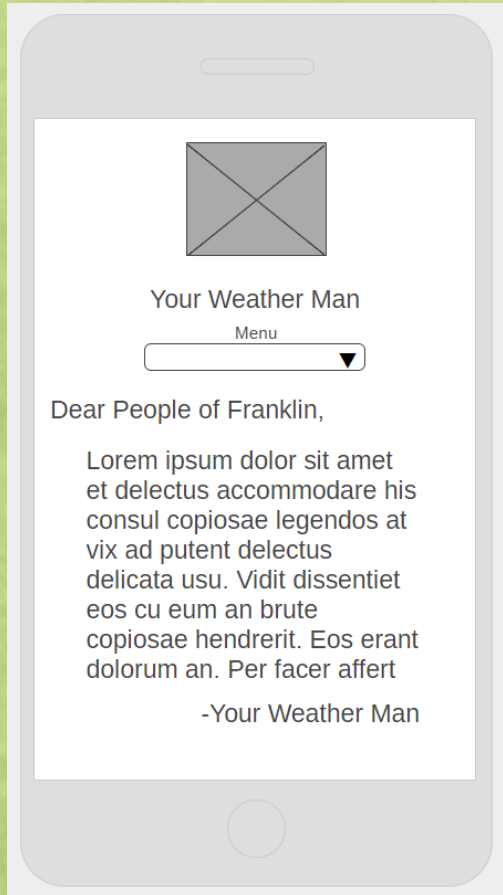 Your Weather Man
Menu
Dear People of Franklin,
Lorem ipsum dolor sit amet
et delectus accommodare his
consul copiosae legendos at
vix ad putent delectus
delicata usu. Vidit dissentiet
eos cu eum an brute
copiosae hendrerit. Eos erant
dolorum an. Per facer affert
-Your Weather Man